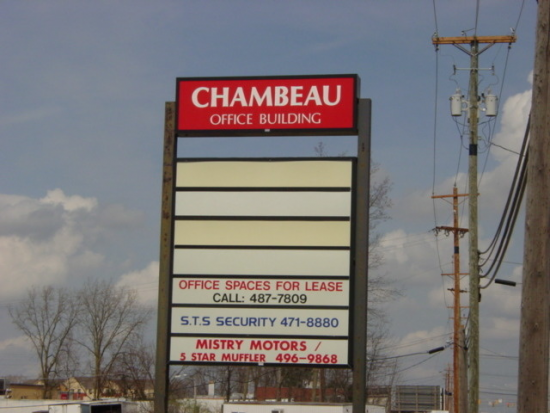 CHAMBEAU
OFFICE BUILDING
OFFICE SPACES FOR LEASE
CALL: 487-7809
S.T.S SECURITY 471-8880
MISTRY MOTORS /
5 STAR MUFFLER 496-9868